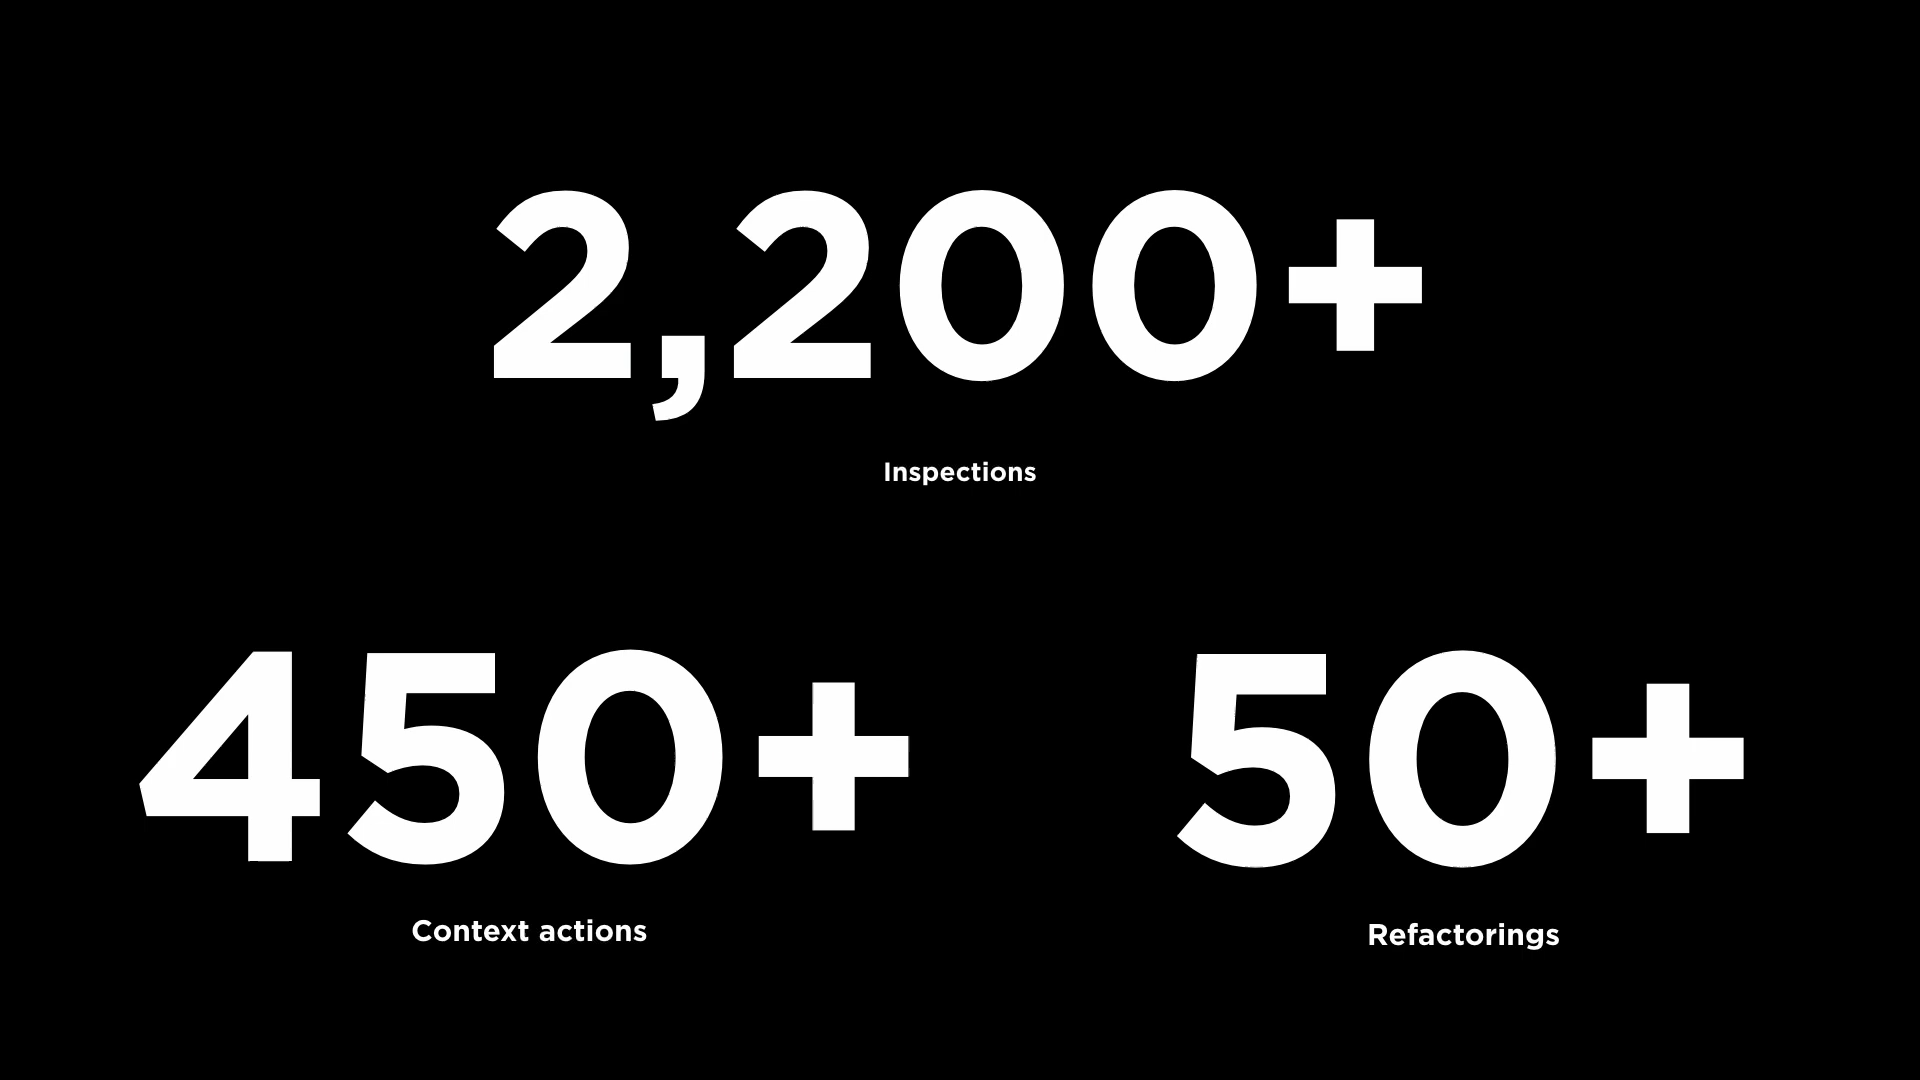 2,200+
Inspections
450+
Context actions
50+
Refactorings